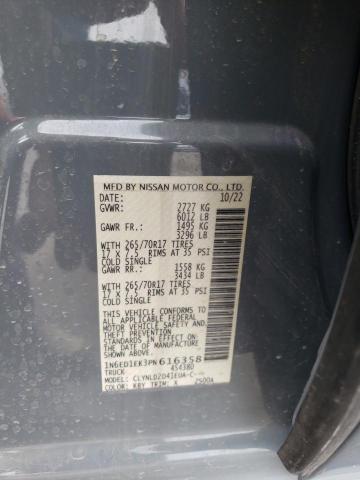 MFD BY NISSAN MOTOR CO., LTD.
DATE: 10/22
GVWR: 2727 KG
6012 LB
GAWR FR: 1495 KG
3296 LB
WITH 265/70R17 TIRES
17 X 7.5 RIMS AT 35 PSI
COLD SINGLE
GAWR RR: 1558 KG
3434 LB
WITH 265/70R17 TIRES
17 X 7.5 RIMS AT 35 PSI
COLD SINGLE
THIS VEHICLE CONFORMS TO ALL
APPLICABLE FEDERAL MOTOR VEHICLE
SAFETY STANDARDS IN
EFFECT ON THE DATE OF
MANUFACTURE SHOWN ABOVE.
1N6ED1EK3PN616358
TRUCK 454380
MODEL:
COLOR: KBY TRIM: X 2500A